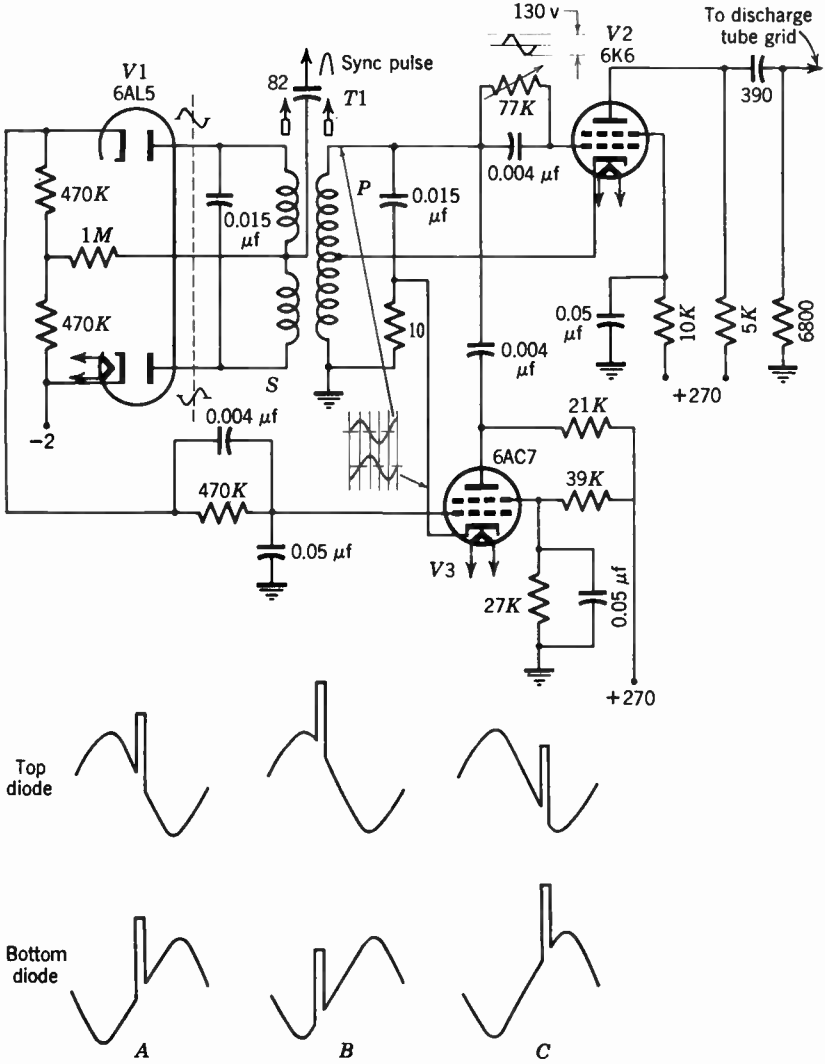 130 v
To discharge
tube grid
V1
6AL5
82
Sync pulse
T1
V2
6K6
77K
390
470K
0.015
μf
P
0.015
μf
0.004 μf
1M
470K
S
10
0.05
μf
10K
5K
6800
0.004
μf
+270
-2
0.004 μf
21K
6AC7
39K
470K
0.05 μf
V3
27K
0.05 μf
+270
Top
diode
Bottom
diode
A
B
C